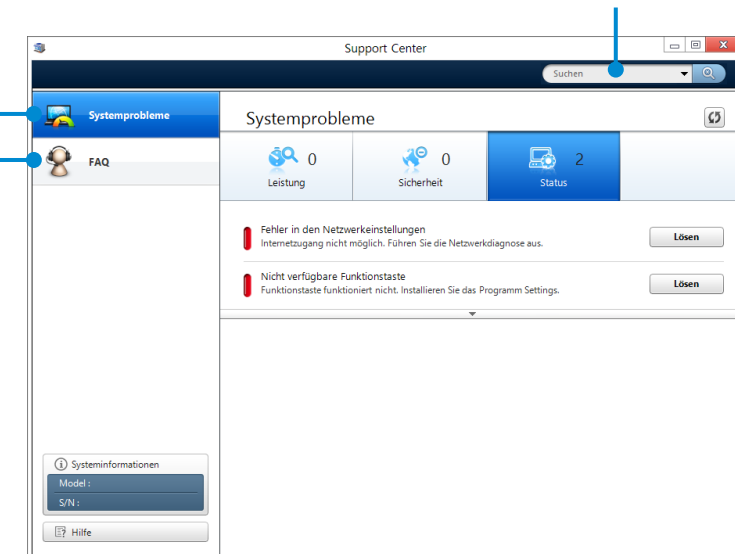 Support Center
Suchen
Systemprobleme
FAQ
Systemprobleme
0
Leistung
0
Sicherheit
2
Status
Fehler in den Netzwerkeinstellungen
Internetzugang nicht möglich. Führen Sie die Netzwerkdiagnose aus.
Lösen
Nicht verfügbare Funktionstaste
Funktionstaste funktioniert nicht. Installieren Sie das Programm Settings.
Lösen
Systeminformationen
Model :
S/N :
Hilfe